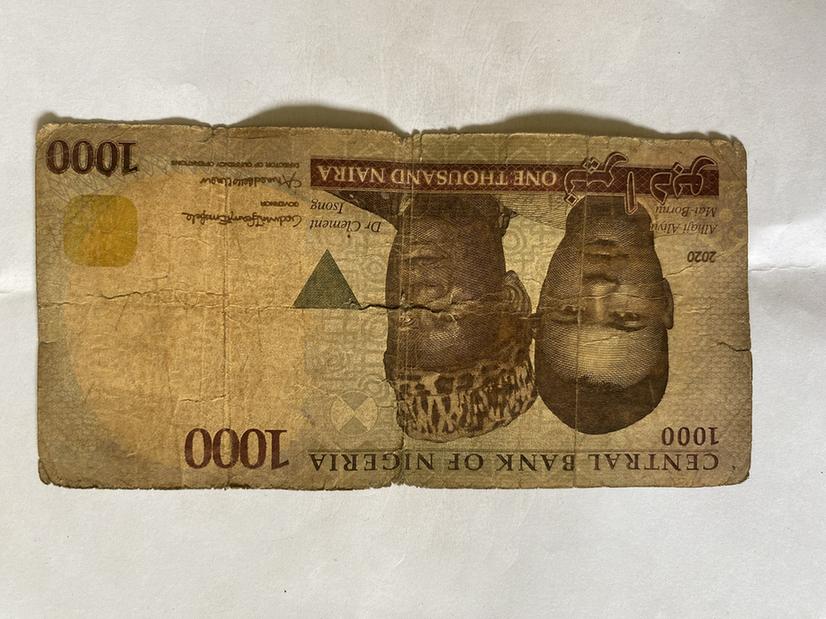 CENTRAL BANK OF NIGERIA
1000
1000
2020
Alhaji Aliyu
Mai-Bornu
Dr Clement
Isong
GOVERNOR
DIRECTOR OF CURRENCY OPERATIONS
ONE THOUSAND NAIRA
1000